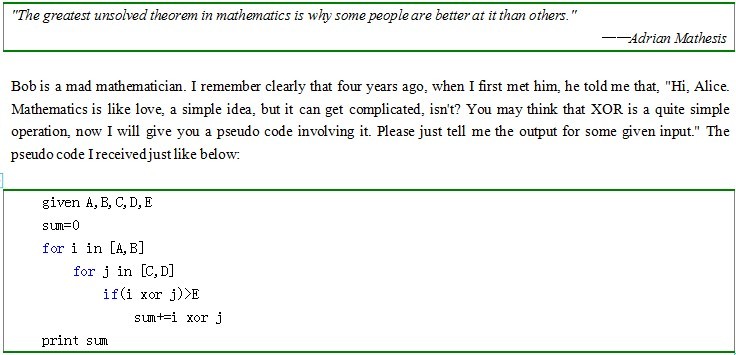 "The greatest unsolved theorem in mathematics is why some people are better at it than others."
——Adrian Mathesis
Bob is a mad mathematician. I remember clearly that four years ago, when I first met him, he told me that, "Hi, Alice.
Mathematics is like love, a simple idea, but it can get complicated, isn't? You may think that XOR is a quite simple
operation, now I will give you a pseudo code involving it. Please just tell me the output for some given input." The
pseudo code I received just like below:
given A,B,C,D,E
sum=0
for i in [A,B]
for j in [C,D]
if(i xor j)>E
sum+=i xor j
print sum